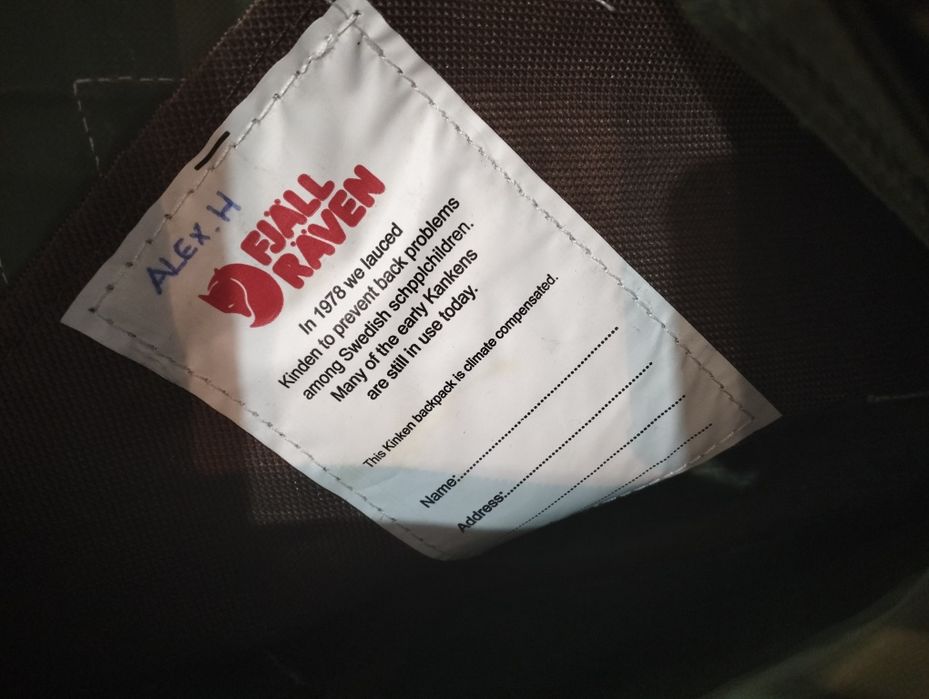 ALEX.H
FJÄLL
RÄVEN
In 1978 we lauced
Kinden to prevent back problems
among Swedish schpplchildren.
Many of the early Kankens
are still in use today.
This Kinken backpack is climate compensated.
Name:
Address: